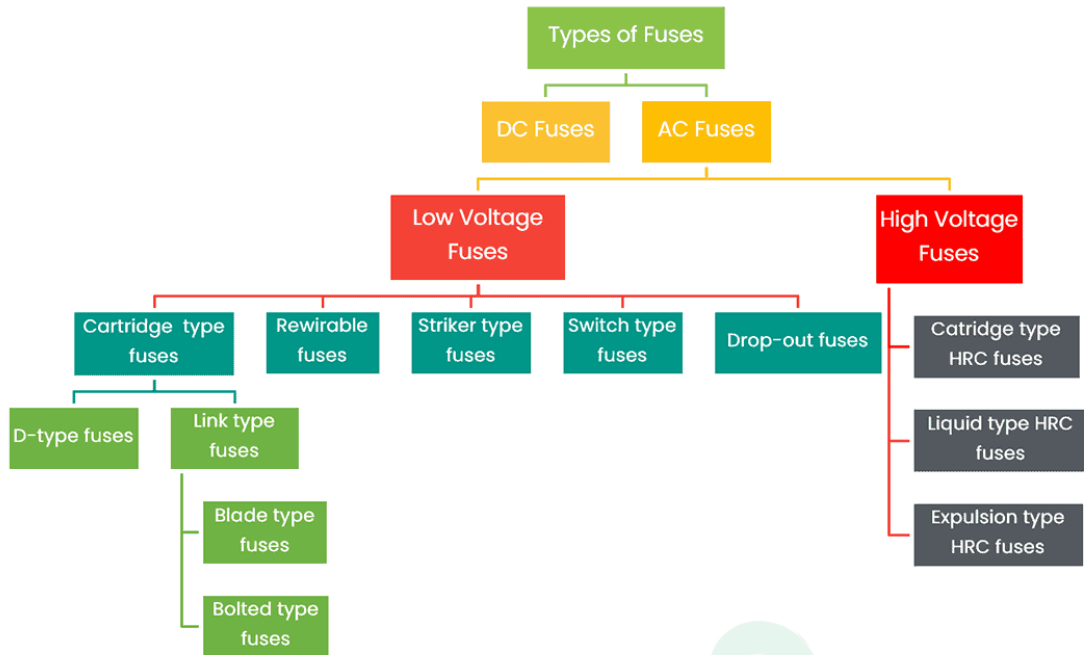 Types of Fuses
DC Fuses
AC Fuses
Low Voltage
Fuses
High Voltage
Fuses
Cartridge type
fuses
Rewirable
fuses
Striker type
fuses
Switch type
fuses
Drop-out fuses
Catridge type
HRC fuses
D-type fuses
Link type
fuses
Liquid type HRC
fuses
Blade type
fuses
Expulsion type
HRC fuses
Bolted type
fuses